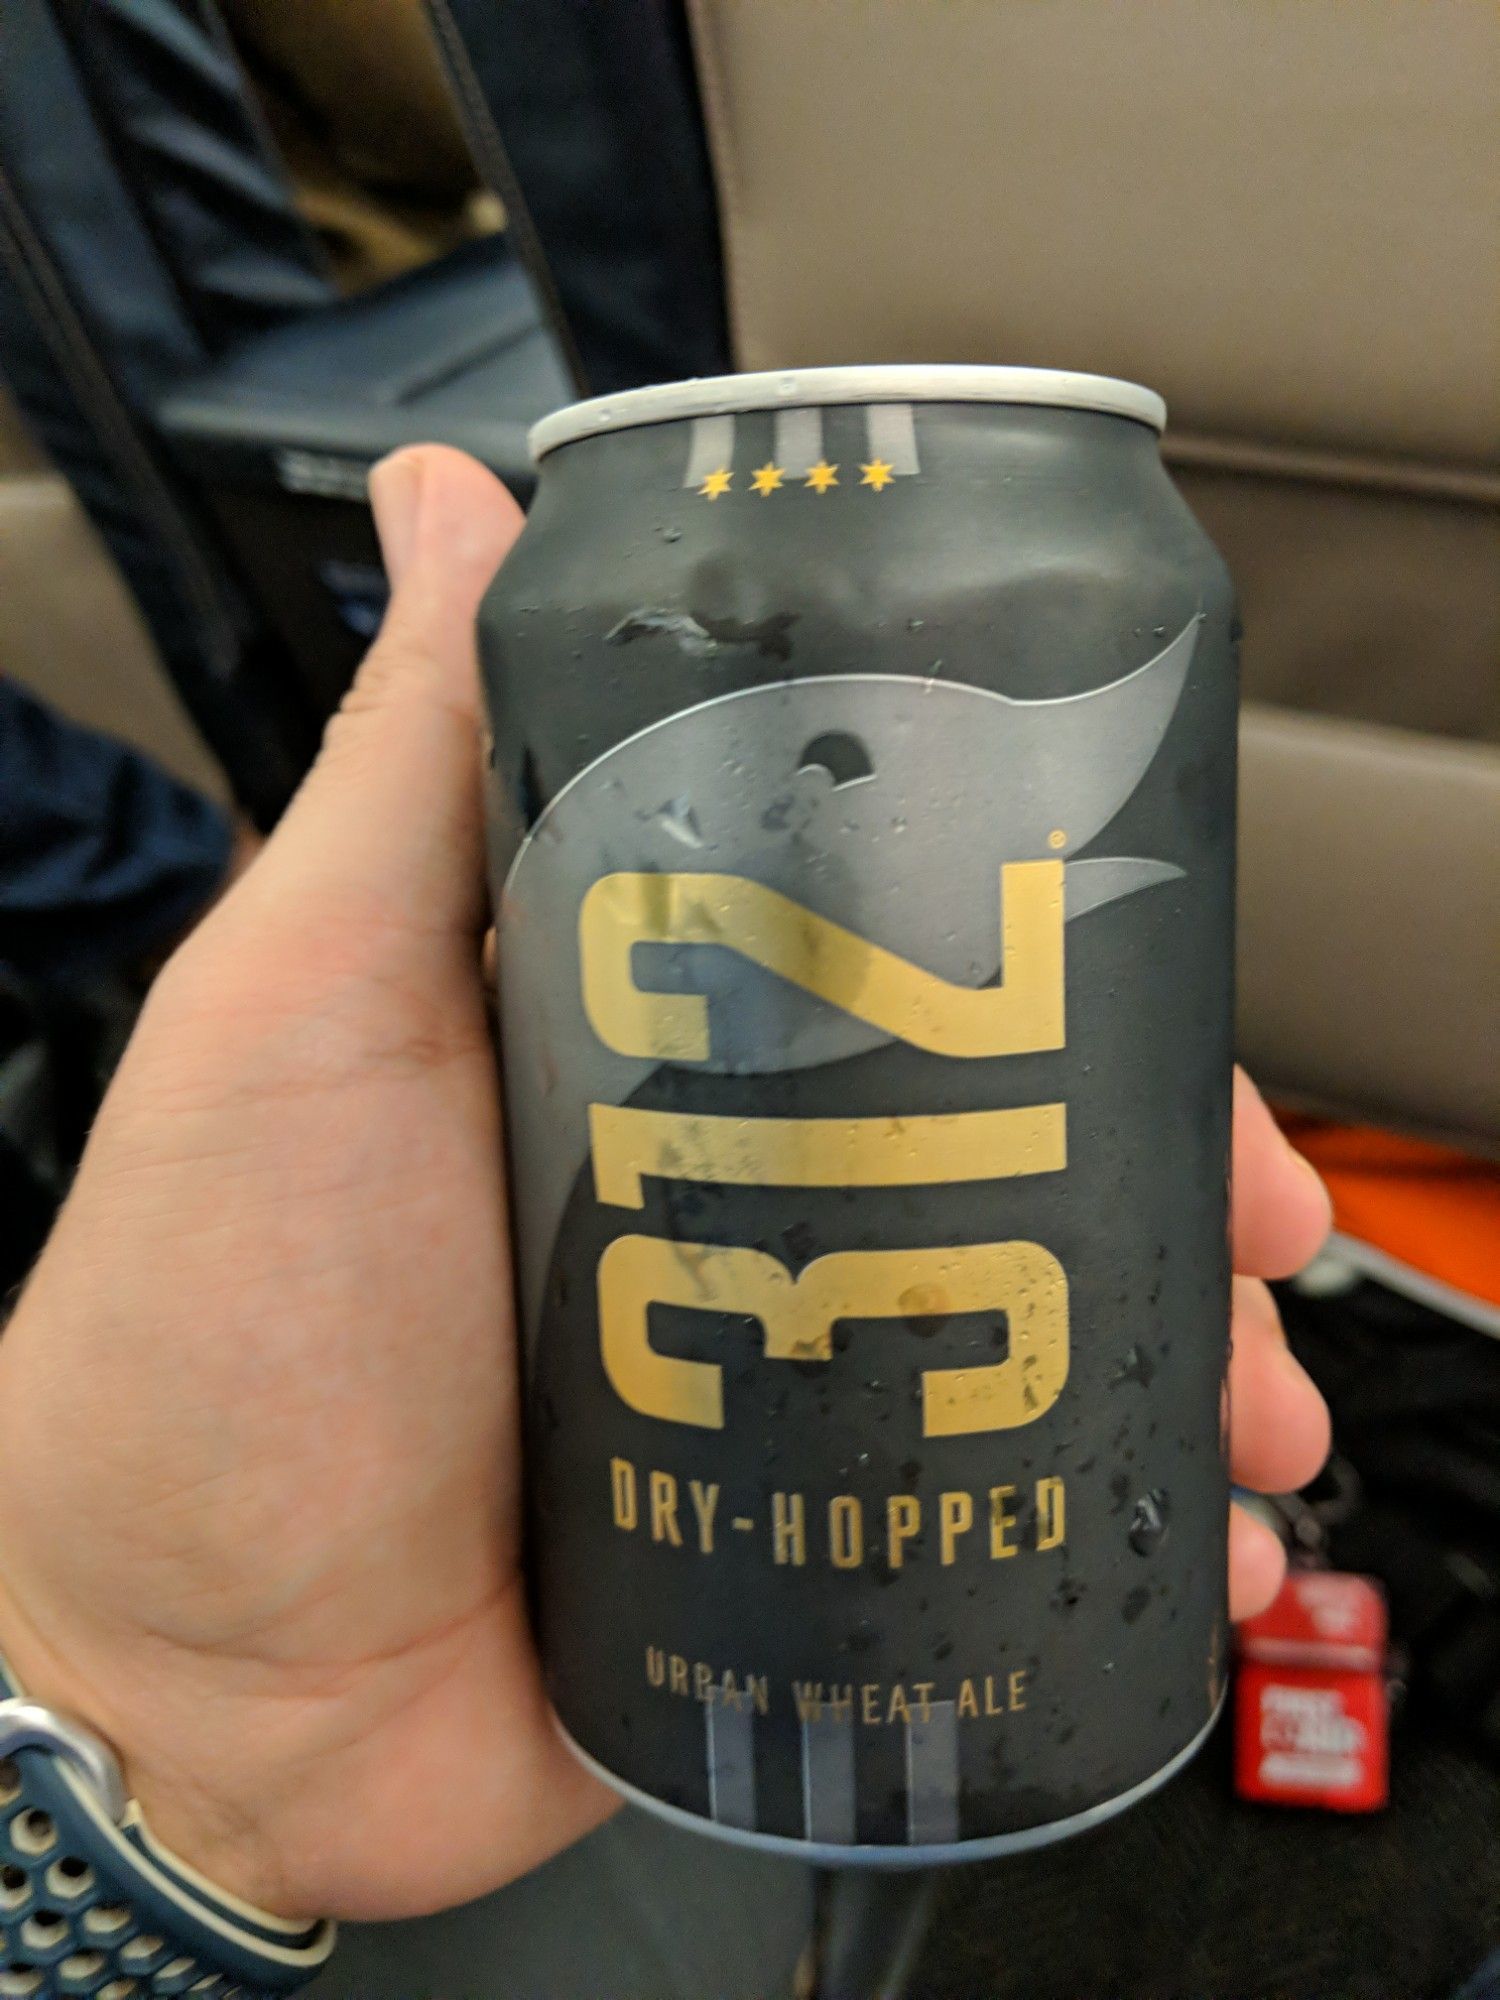 312
DRY-HOPPED
URBAN WHEAT ALE